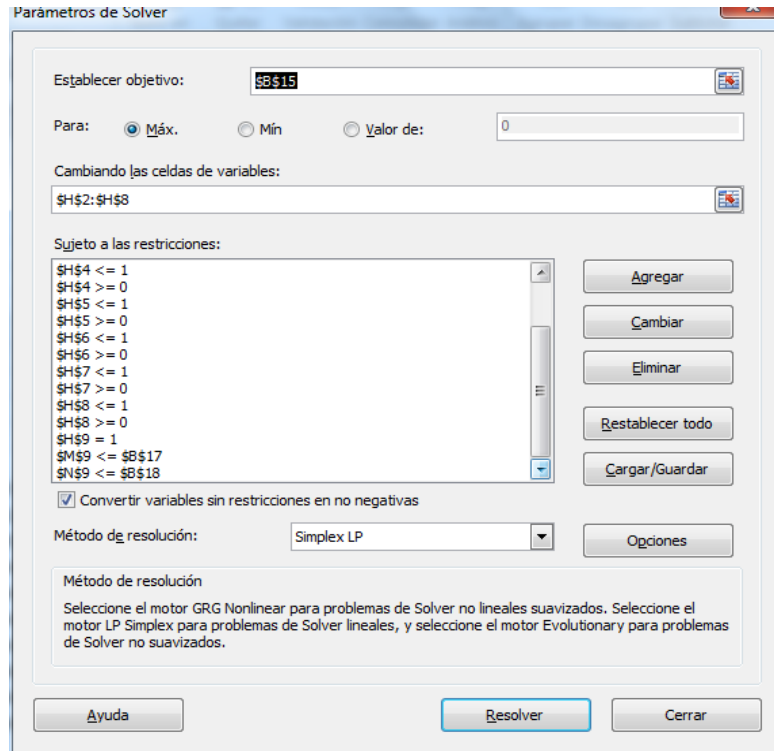 Parámetros de Solver
Establecer objetivo: $B$15
Para: Máx. Mín Valor de: 0
Cambiando las celdas de variables:
$H$2:$H$8
Sujeto a las restricciones:
$H$4 <= 1
$H$4 >= 0
$H$5 <= 1
$H$5 >= 0
$H$6 <= 1
$H$6 >= 0
$H$7 <= 1
$H$7 >= 0
$H$8 <= 1
$H$8 >= 0
$H$9 = 1
$M$9 <= $B$17
$N$9 <= $B$18
Agregar
Cambiar
Eliminar
Restablecer todo
Cargar/Guardar
Convertir variables sin restricciones en no negativas
Método de resolución: Simplex LP Opciones
Método de resolución
Seleccione el motor GRG Nonlinear para problemas de Solver no lineales suavizados. Seleccione el
motor LP Simplex para problemas de Solver lineales, y seleccione el motor Evolutionary para problemas
de Solver no suavizados.
Ayuda Resolver Cerrar